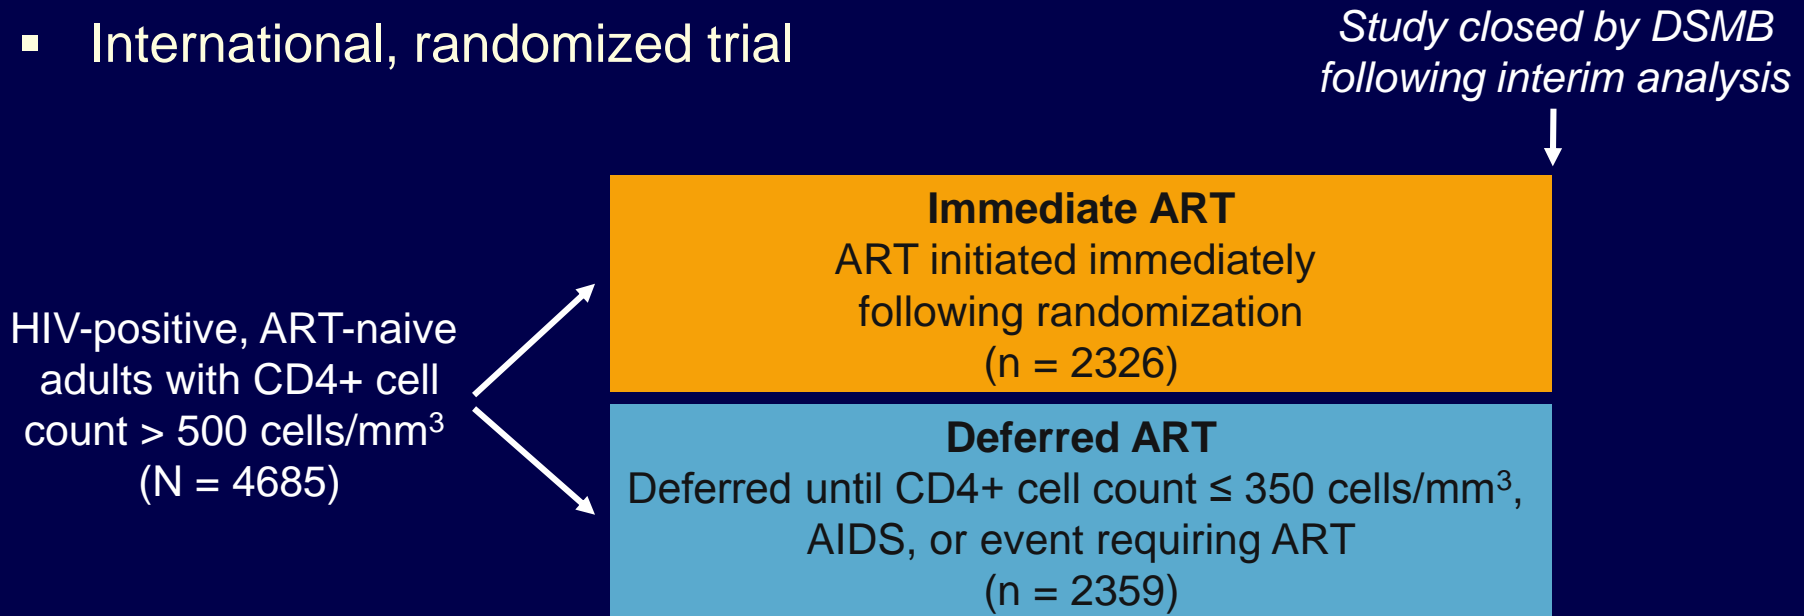 ▪ International, randomized trial
Study closed by DSMB
following interim analysis
Immediate ART
ART initiated immediately
following randomization
(n = 2326)
HIV-positive, ART-naive
adults with CD4+ cell
count > 500 cells/mm³
(N = 4685)
Deferred ART
Deferred until CD4+ cell count ≤ 350 cells/mm³,
AIDS, or event requiring ART
(n = 2359)